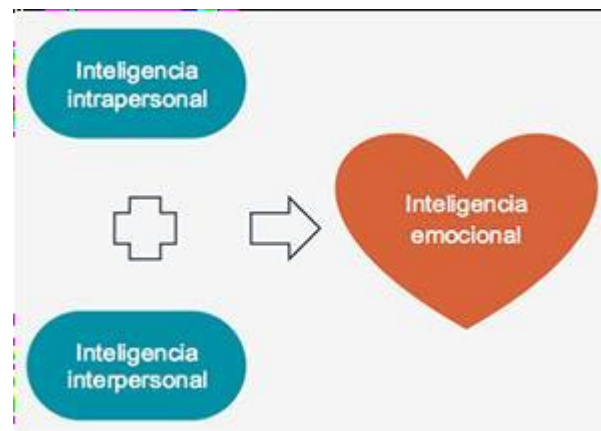 Inteligencia
intrapersonal
Inteligencia
emocional
Inteligencia
interpersonal